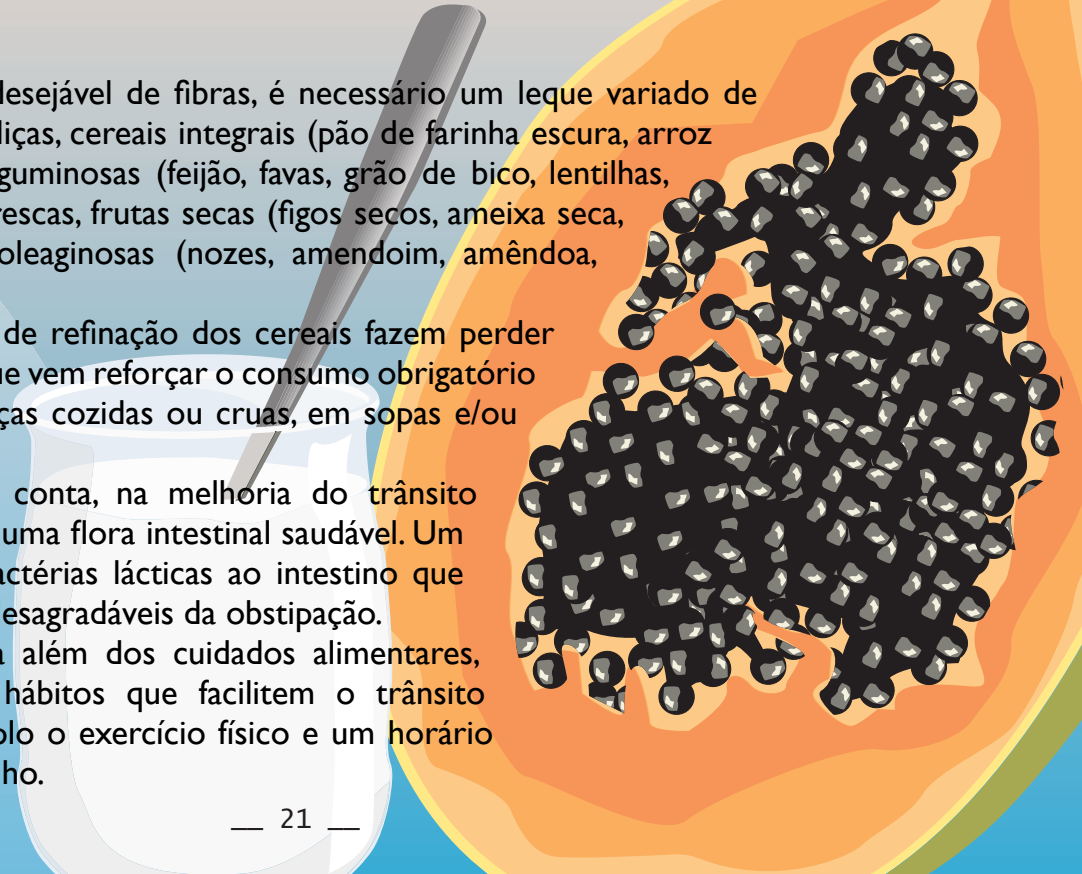 desejável de fibras, é necessário um leque variado de
liças, cereais integrais (pão de farinha escura, arroz
guminosas (feijão, favas, grão de bico, lentilhas,
rescas, frutas secas (figos secos, ameixa seca,
oleaginosas (nozes, amendoim, amêndoa,
de refinação dos cereais fazem perder
ue vem reforçar o consumo obrigatório
ças cozidas ou cruas, em sopas e/ou
conta, na melhoria do trânsito
uma flora intestinal saudável. Um
actérias lácticas ao intestino que
esagradáveis da obstipação.
a além dos cuidados alimentares,
hábitos que facilitem o trânsito
plo o exercício físico e um horário
ho.
__ 21 __